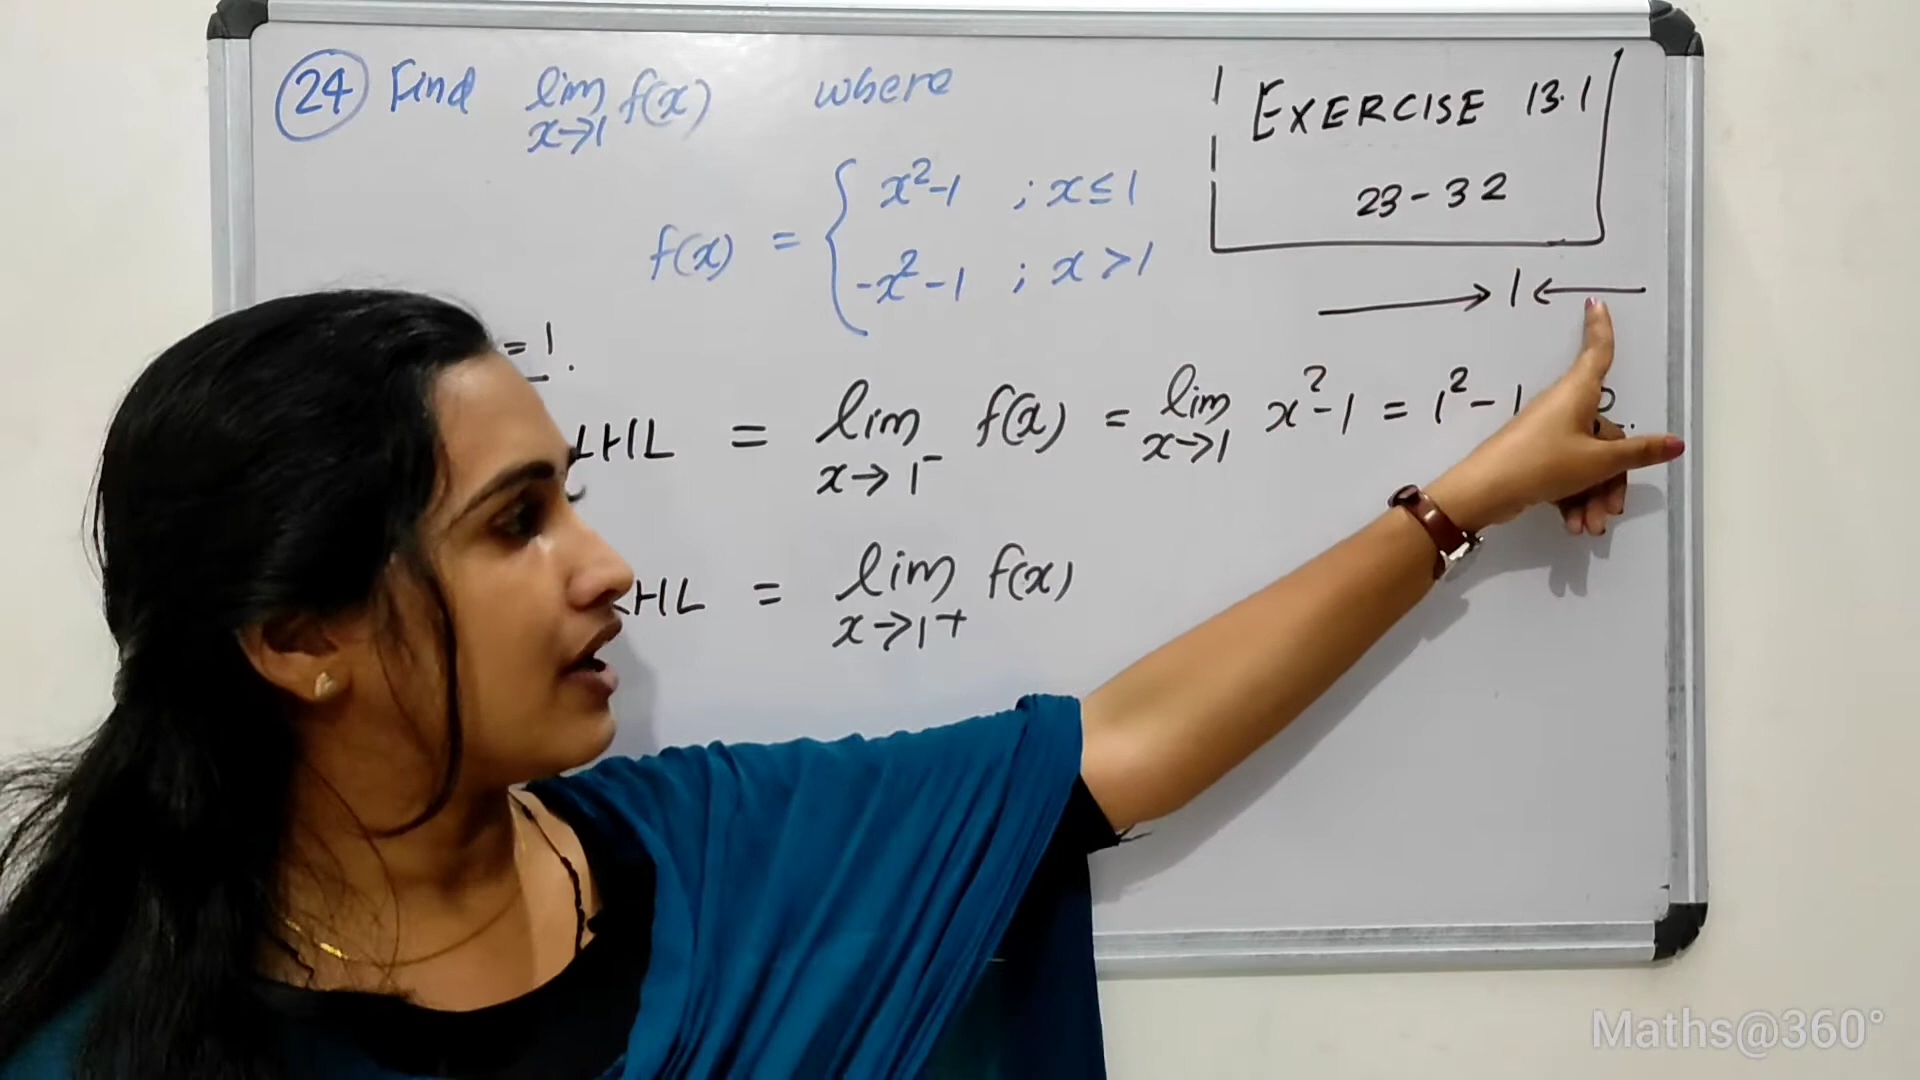 24 Find lim f(x) where
x→1
EXERCISE 13.1
23-32
f(x) = { x²-1 ; x≤1
-x²-1 ; x>1
→ 1 ←
= 1.
LHL = lim f(x) = lim x²-1 = 1²-1
x→1⁻ x→1
RHL = lim f(x)
x→1⁺
Maths@360°